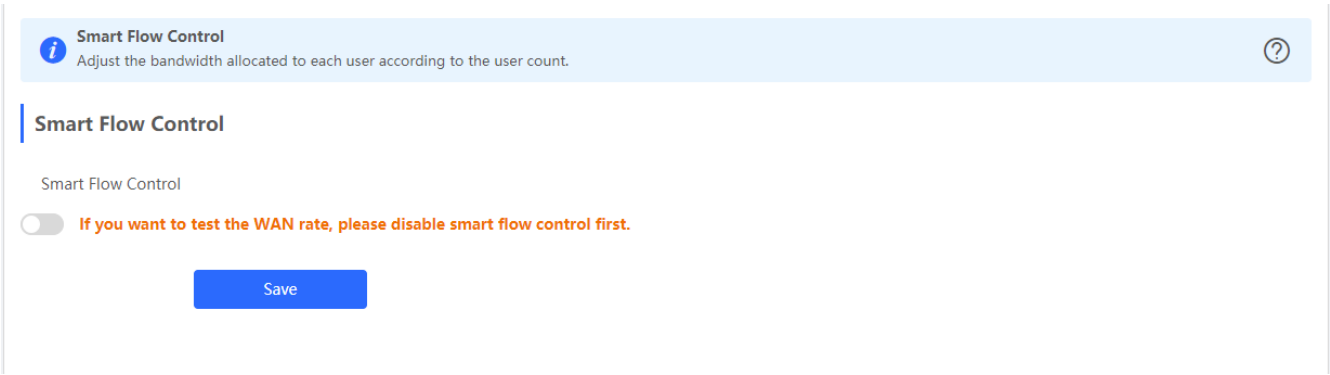 Smart Flow Control
Adjust the bandwidth allocated to each user according to the user count.
Smart Flow Control
Smart Flow Control
If you want to test the WAN rate, please disable smart flow control first.
Save